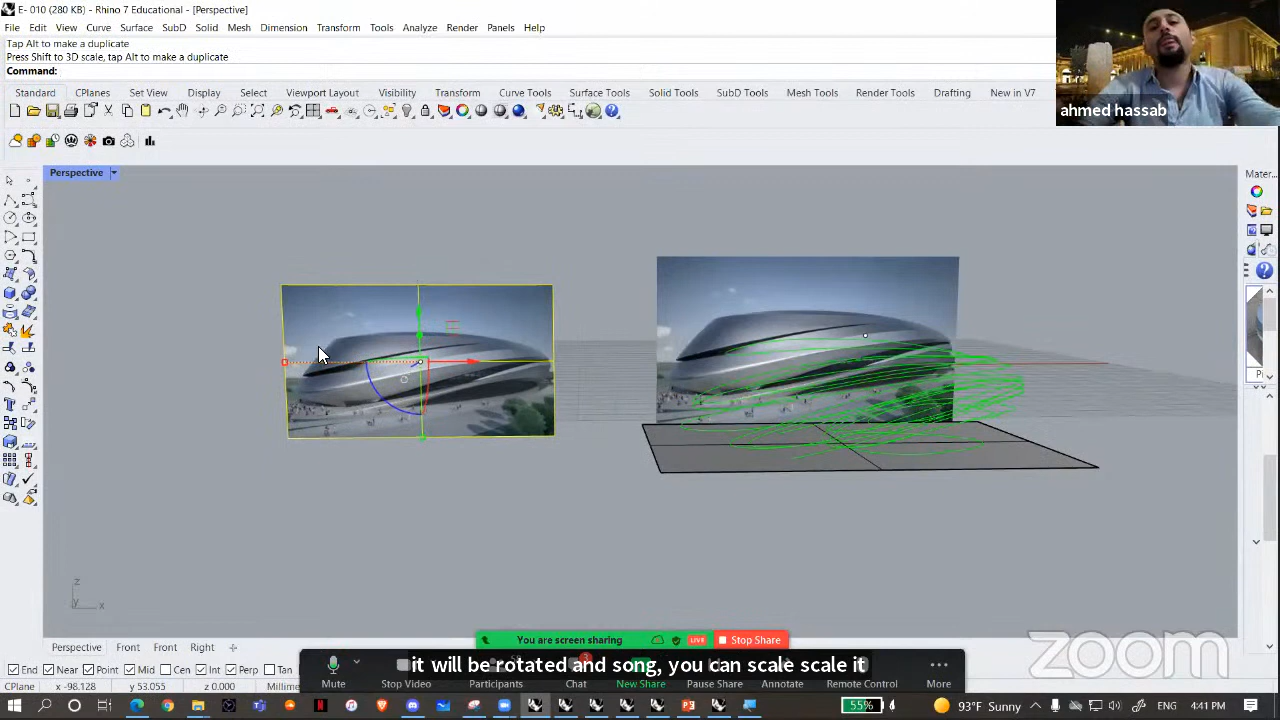 E- 010 (280 KB) - Rhino 7 Educational - [Perspective]
File Edit View Curve Surface SubD Solid Mesh Dimension Transform Tools Analyze Render Panels Help
Tap Alt to make a duplicate
Press Shift to 3D scale, tap Alt to make a duplicate
Command:
Standard CPlanes Set View Display Select Viewport Layout Visibility Transform Curve Tools Surface Tools Solid Tools SubD Tools Mesh Tools Render Tools Drafting New in V7
ahmed hassab
Perspective
Mater...
z
y x
Perspective Front Front Right
You are screen sharing LIVE Stop Share
it will be rotated and song, you can scale scale it
Mute Stop Video Participants Chat New Share Pause Share Annotate Remote Control More
zoom
End Near Point Mid Cen Int Perp Tan
CPlane x -98.128 y 53.055 z 0.000 Millime
55% 93°F Sunny ENG 4:41 PM